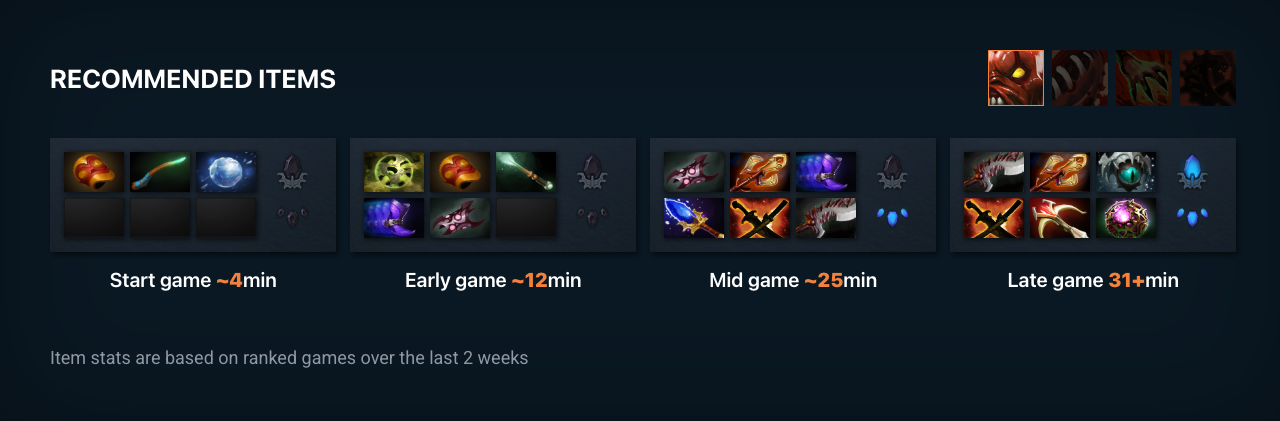 RECOMMENDED ITEMS
Start game ~4min
Early game ~12min
Mid game ~25min
Late game 31+min
Item stats are based on ranked games over the last 2 weeks